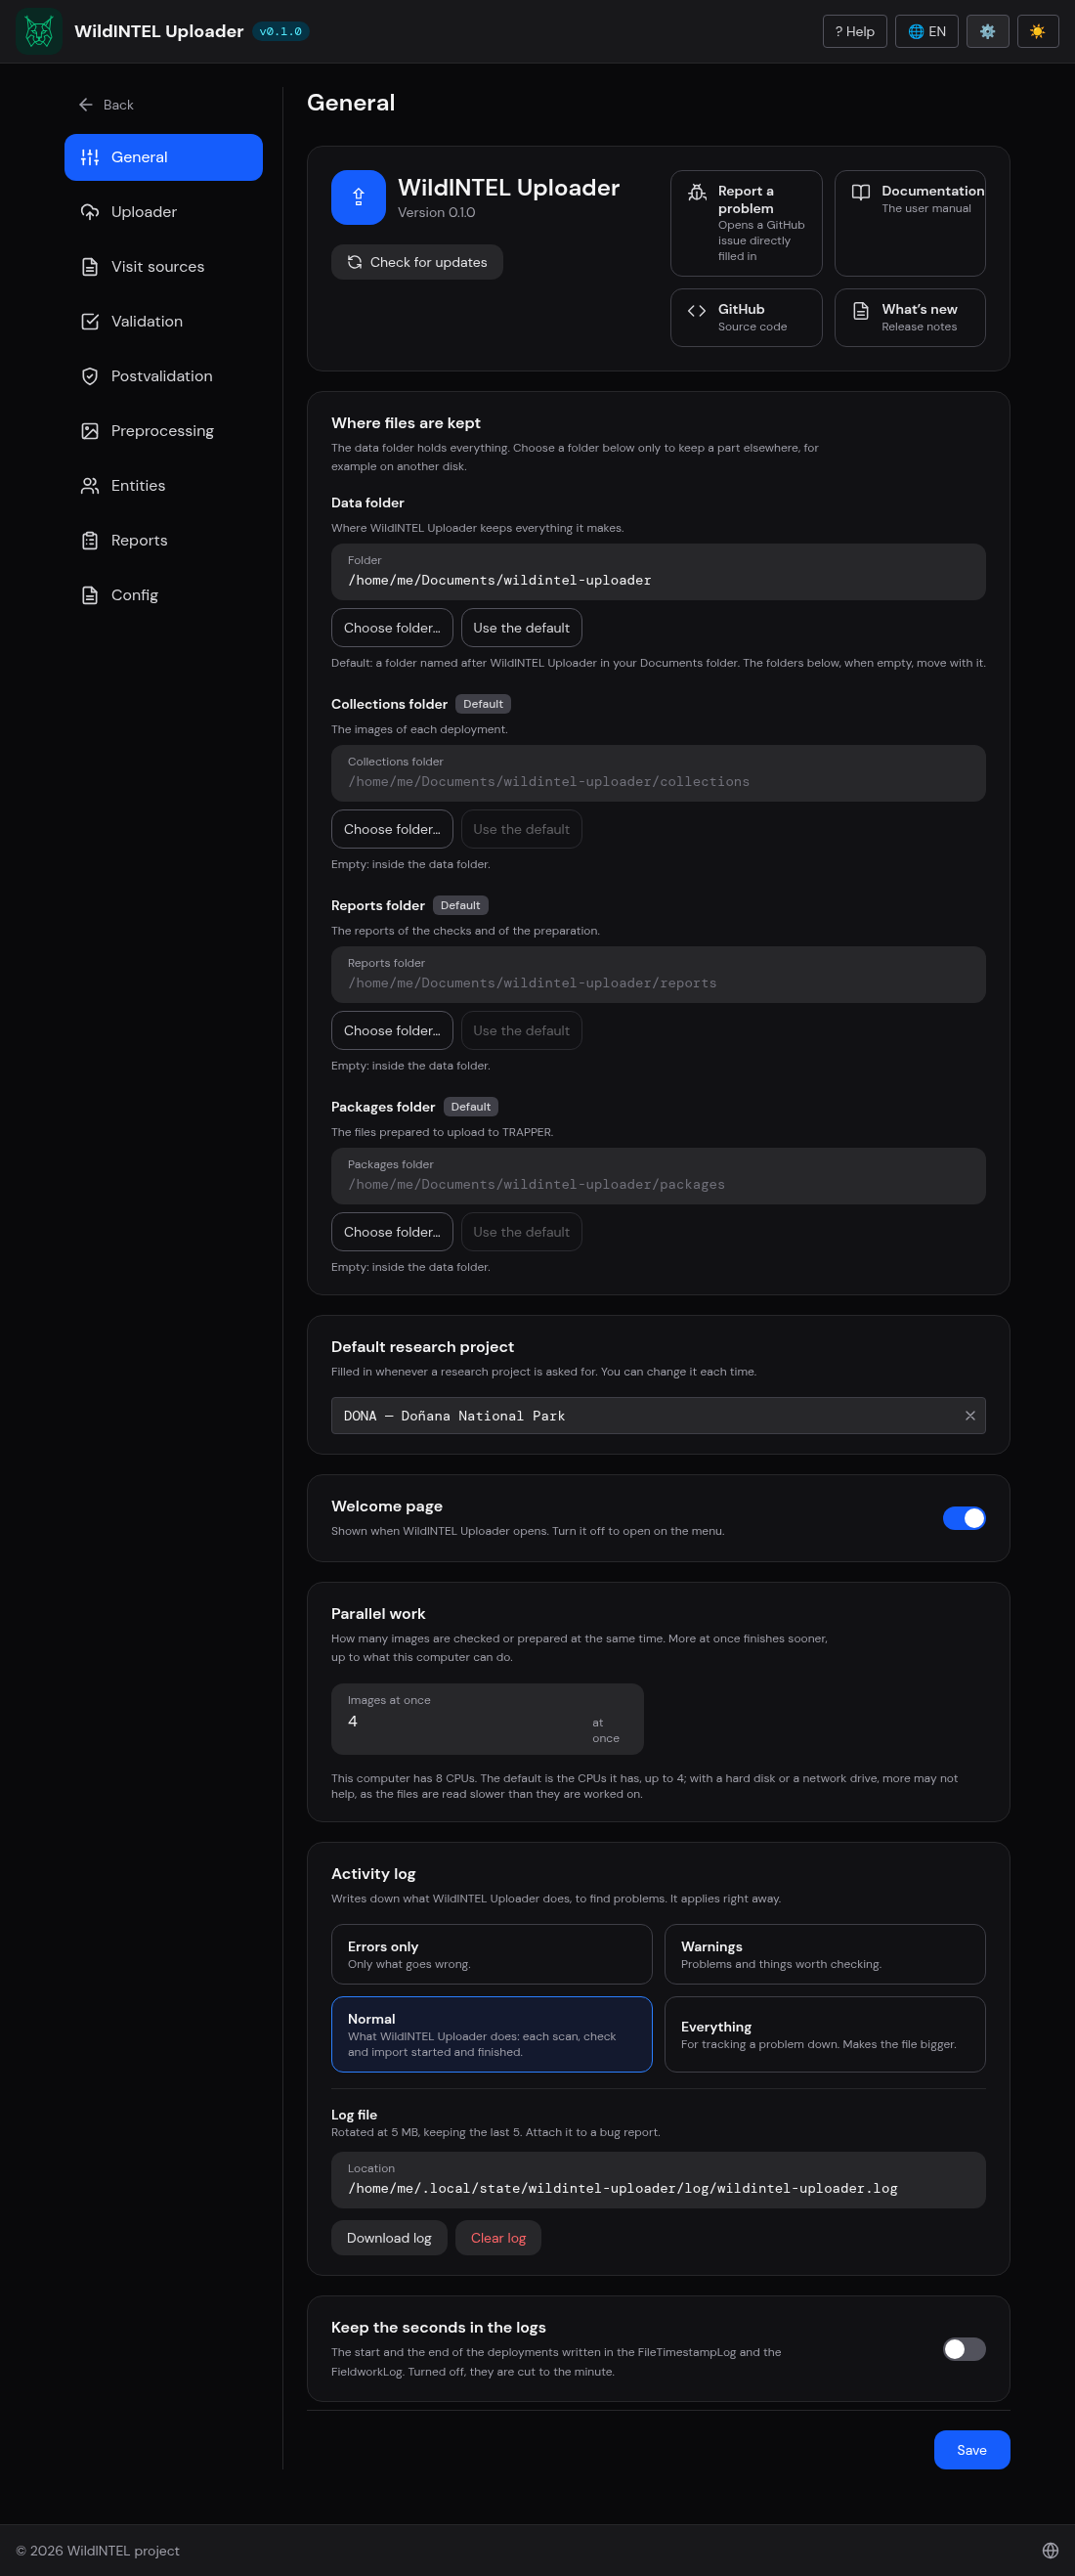 WildINTEL Uploader v0.1.0
? Help
EN
Back
General
Uploader
Visit sources
Validation
Postvalidation
Preprocessing
Entities
Reports
Config
General
WildINTEL Uploader
Version 0.1.0
Check for updates
Report a
problem
Opens a GitHub
issue directly
filled in
Documentation
The user manual
GitHub
Source code
What’s new
Release notes
Where files are kept
The data folder holds everything. Choose a folder below only to keep a part elsewhere, for
example on another disk.
Data folder
Where WildINTEL Uploader keeps everything it makes.
Folder
/home/me/Documents/wildintel-uploader
Choose folder…
Use the default
Default: a folder named after WildINTEL Uploader in your Documents folder. The folders below, when empty, move with it.
Collections folder Default
The images of each deployment.
Collections folder
/home/me/Documents/wildintel-uploader/collections
Choose folder…
Use the default
Empty: inside the data folder.
Reports folder Default
The reports of the checks and of the preparation.
Reports folder
/home/me/Documents/wildintel-uploader/reports
Choose folder…
Use the default
Empty: inside the data folder.
Packages folder Default
The files prepared to upload to TRAPPER.
Packages folder
/home/me/Documents/wildintel-uploader/packages
Choose folder…
Use the default
Empty: inside the data folder.
Default research project
Filled in whenever a research project is asked for. You can change it each time.
DONA — Doñana National Park
Welcome page
Shown when WildINTEL Uploader opens. Turn it off to open on the menu.
Parallel work
How many images are checked or prepared at the same time. More at once finishes sooner,
up to what this computer can do.
Images at once
4
at
once
This computer has 8 CPUs. The default is the CPUs it has, up to 4; with a hard disk or a network drive, more may not
help, as the files are read slower than they are worked on.
Activity log
Writes down what WildINTEL Uploader does, to find problems. It applies right away.
Errors only
Only what goes wrong.
Warnings
Problems and things worth checking.
Normal
What WildINTEL Uploader does: each scan, check
and import started and finished.
Everything
For tracking a problem down. Makes the file bigger.
Log file
Rotated at 5 MB, keeping the last 5. Attach it to a bug report.
Location
/home/me/.local/state/wildintel-uploader/log/wildintel-uploader.log
Download log
Clear log
Keep the seconds in the logs
The start and the end of the deployments written in the FileTimestampLog and the
FieldworkLog. Turned off, they are cut to the minute.
Save
© 2026 WildINTEL project